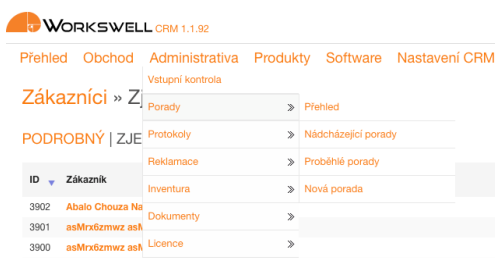 WORKSWELL CRM 1.1.92
Přehled Obchod Administrativa Produkty Software Nastavení CRM
Vstupní kontrola
Zákazníci »
Porady » Přehled
PODROBNÝ | ZJE
Protokoly » Nádcházející porady
Reklamace » Proběhlé porady
ID Zákazník
Inventura » Nová porada
3902 Abalo Chouza Na
Dokumenty »
3901 asMrx6zmwz asM
3900 asMrx6zmwz asM
Licence »